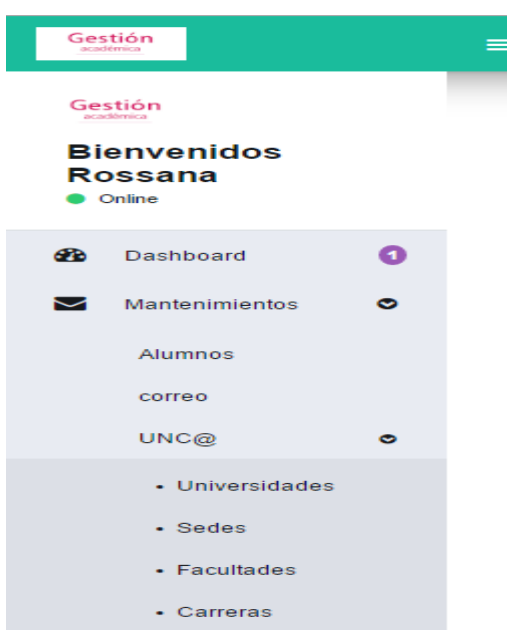 Gestión
académica
Gestión
académica
Bienvenidos
Rossana
Online
Dashboard 1
Mantenimientos
Alumnos
correo
UNC@
• Universidades
• Sedes
• Facultades
• Carreras